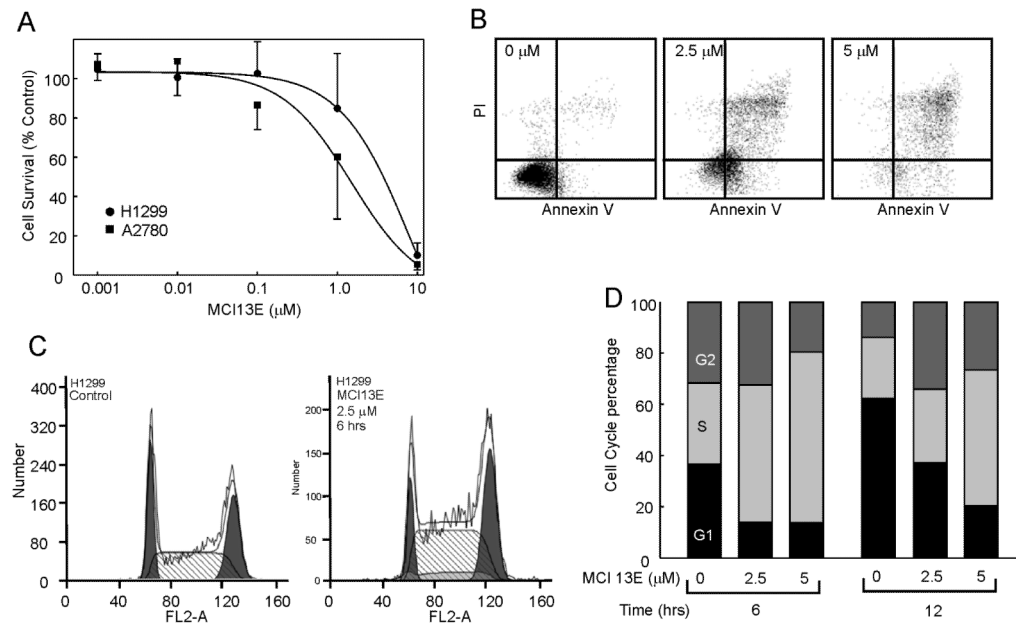 A
Cell Survival (% Control)
100
80
60
40
20
0
H1299
A2780
0.001 0.01 0.1 1.0 10
MCI13E (µM)
B
0 µM 2.5 µM 5 µM
PI
Annexin V Annexin V Annexin V
C
H1299
Control
Number
400
320
240
160
80
0
0 40 80 120 160
FL2-A
H1299
MCI13E
2.5 µM
6 hrs
Number
200
150
100
50
0
0 40 80 120 160
FL2-A
D
Cell Cycle percentage
100
80
60
40
20
0
G2
S
G1
MCI 13E (µM) 0 2.5 5 0 2.5 5
Time (hrs) 6 12